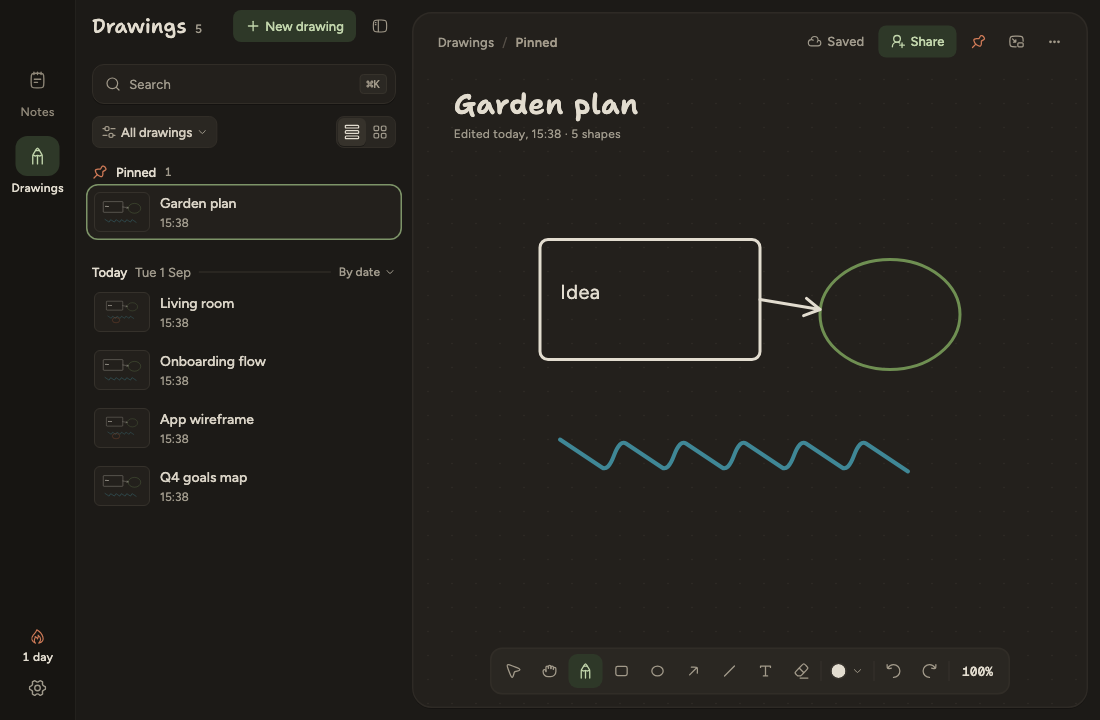 Drawings 5
New drawing
Notes
Drawings
1 day
Search
⌘K
All drawings
Pinned 1
Garden plan
15:38
Today Tue 1 Sep
By date
Living room
15:38
Onboarding flow
15:38
App wireframe
15:38
Q4 goals map
15:38
Drawings / Pinned
Saved
Share
Garden plan
Edited today, 15:38 · 5 shapes
Idea
T
100%